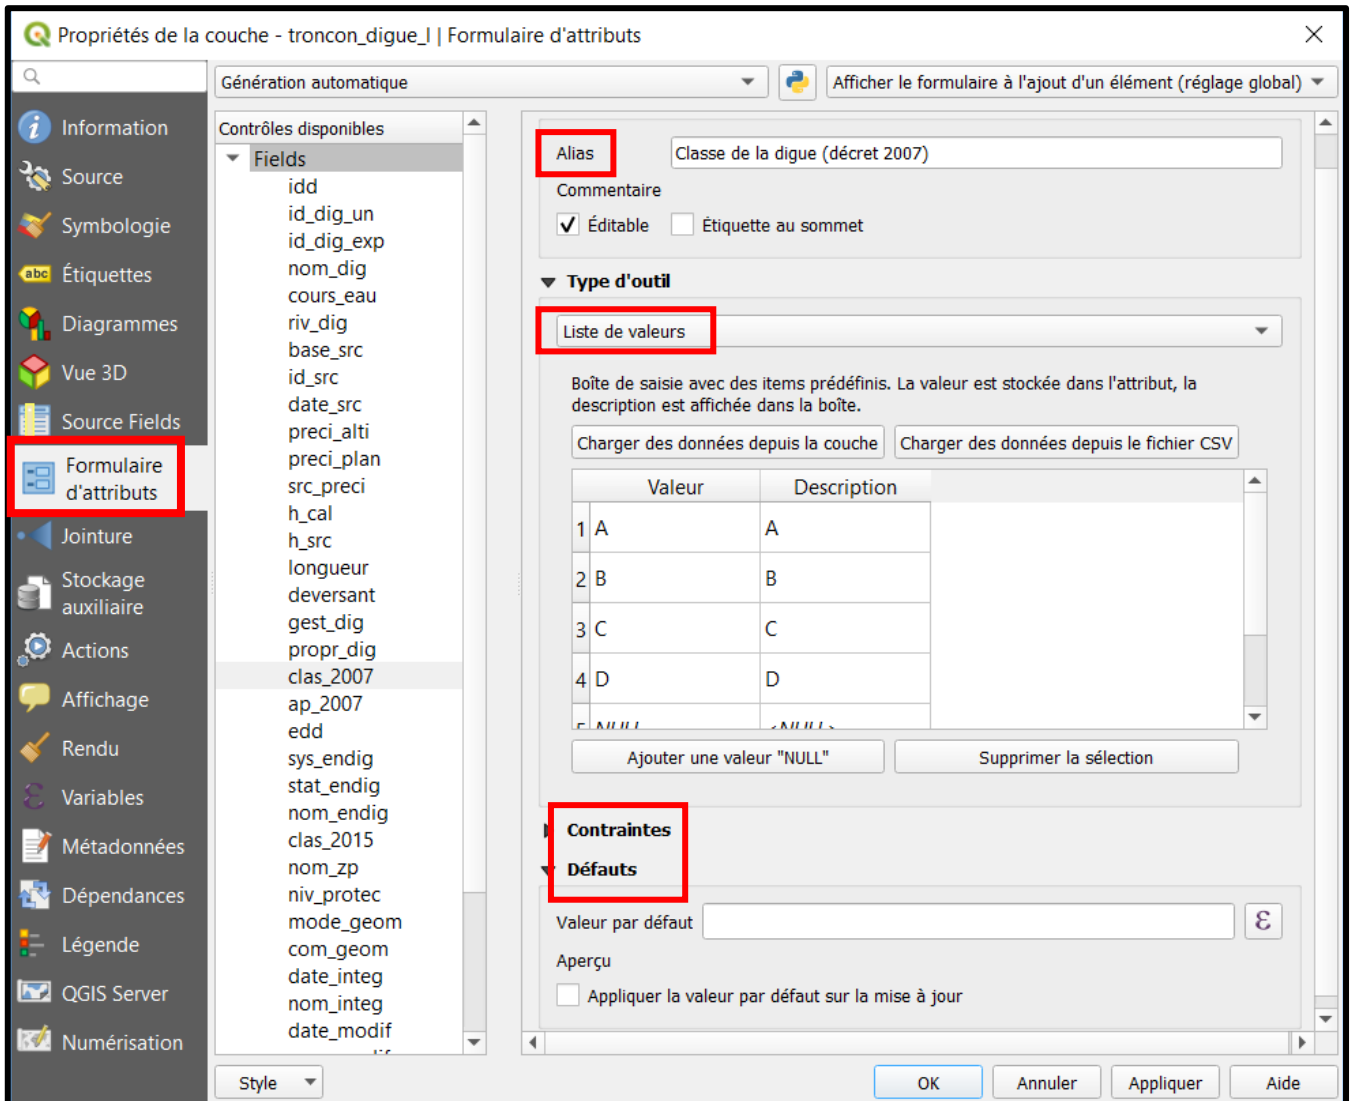 Propriétés de la couche - troncon_digue_l | Formulaire d'attributs
Génération automatique
Afficher le formulaire à l'ajout d'un élément (réglage global)
Information
Source
Symbologie
abc Étiquettes
Diagrammes
Vue 3D
Source Fields
Formulaire
d'attributs
Jointure
Stockage
auxiliaire
Actions
Affichage
Rendu
Variables
Métadonnées
Dépendances
Légende
QGIS Server
Numérisation
Contrôles disponibles
Fields
idd
id_dig_un
id_dig_exp
nom_dig
cours_eau
riv_dig
base_src
id_src
date_src
preci_alti
preci_plan
src_preci
h_cal
h_src
longueur
deversant
gest_dig
propr_dig
clas_2007
ap_2007
edd
sys_endig
stat_endig
nom_endig
clas_2015
nom_zp
niv_protec
mode_geom
com_geom
date_integ
nom_integ
date_modif
Alias Classe de la digue (décret 2007)
Commentaire
Éditable Étiquette au sommet
Type d'outil
Liste de valeurs
Boîte de saisie avec des items prédéfinis. La valeur est stockée dans l'attribut, la
description est affichée dans la boîte.
Charger des données depuis la couche Charger des données depuis le fichier CSV
Valeur Description
1 A A
2 B B
3 C C
4 D D
5 NULL <NULL>
Ajouter une valeur "NULL" Supprimer la sélection
Contraintes
Défauts
Valeur par défaut ε
Aperçu
Appliquer la valeur par défaut sur la mise à jour
Style OK Annuler Appliquer Aide